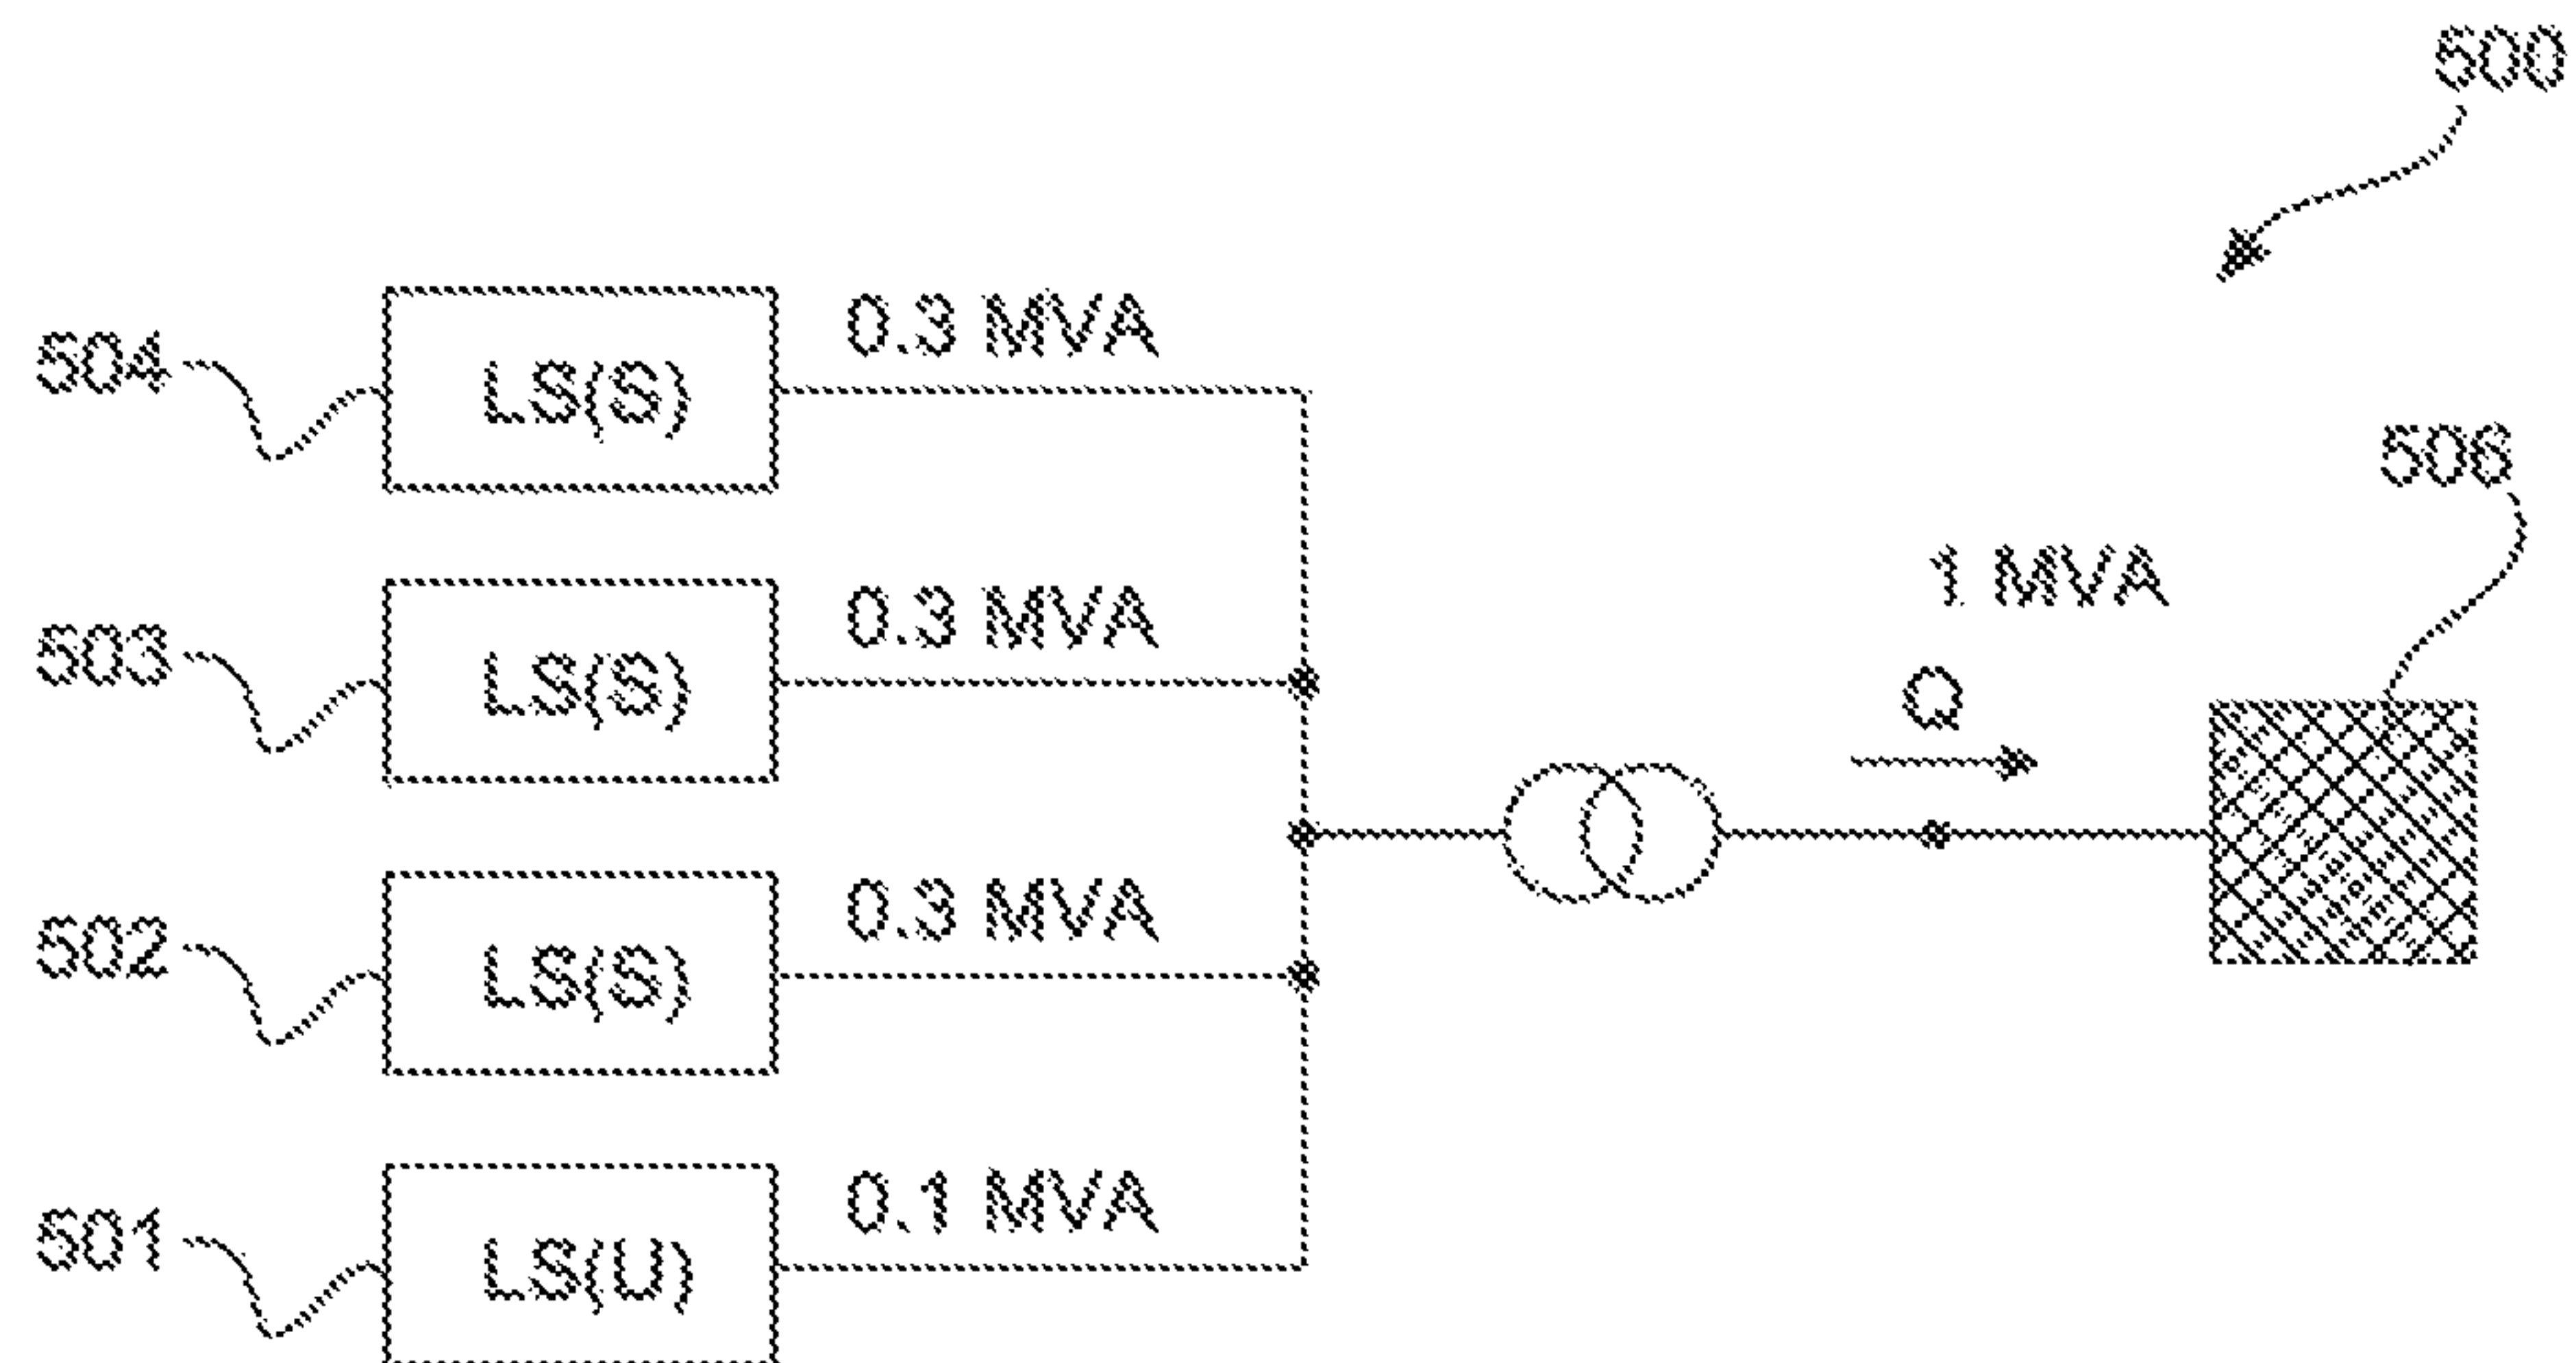 500
504
LS(S)
0.3 MVA
506
503
LS(S)
0.3 MVA
1 MVA
Q
502
LS(S)
0.3 MVA
501
LS(U)
0.1 MVA